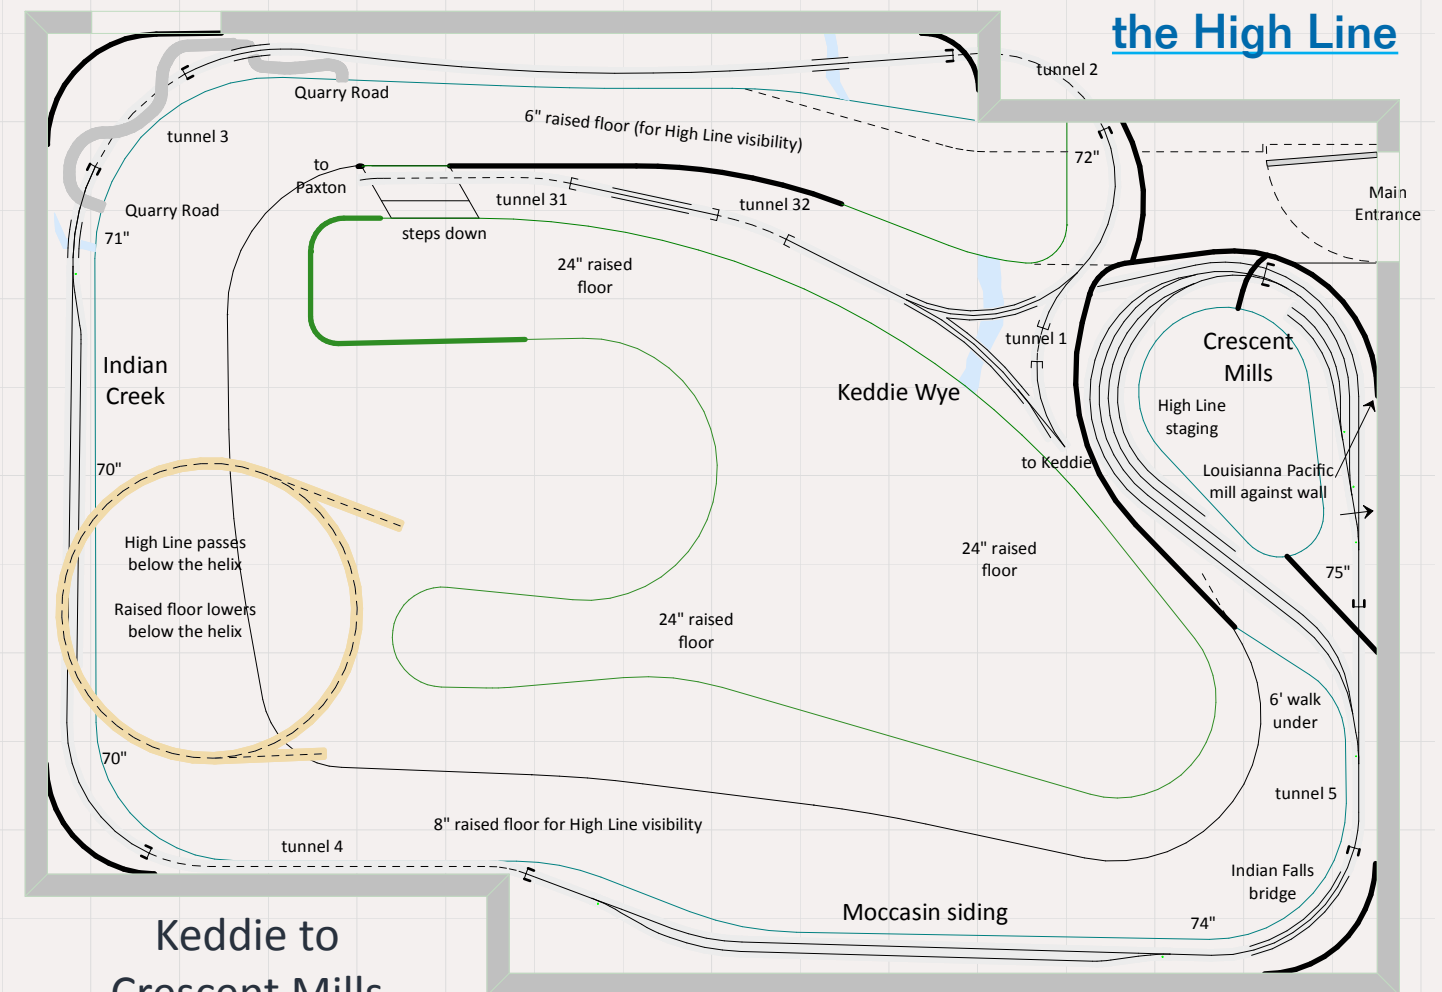 the High Line
tunnel 2
Quarry Road
6" raised floor (for High Line visibility)
tunnel 3
72"
to
Paxton
tunnel 31
tunnel 32
Main
Entrance
Quarry Road
71"
steps down
24" raised
floor
tunnel 1
Crescent
Mills
Indian
Creek
Keddie Wye
High Line
staging
to Keddie
70"
Louisianna Pacific
mill against wall
High Line passes
below the helix
24" raised
floor
75"
Raised floor lowers
below the helix
24" raised
floor
6' walk
under
70"
tunnel 5
8" raised floor for High Line visibility
tunnel 4
Indian Falls
bridge
Moccasin siding
74"
Keddie to
Crescent Mills